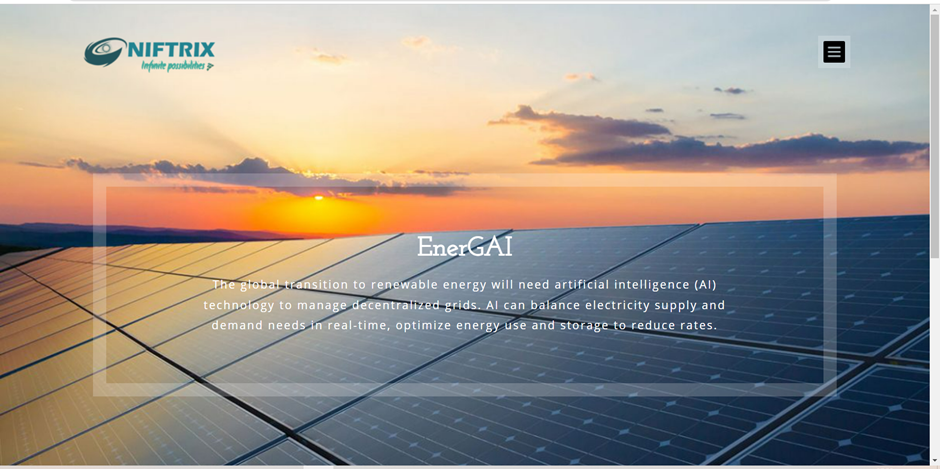 NIFTRIX
Infinite possibilities
EnerGAI
The global transition to renewable energy will need artificial intelligence (AI)
technology to manage decentralized grids. AI can balance electricity supply and
demand needs in real-time, optimize energy use and storage to reduce rates.